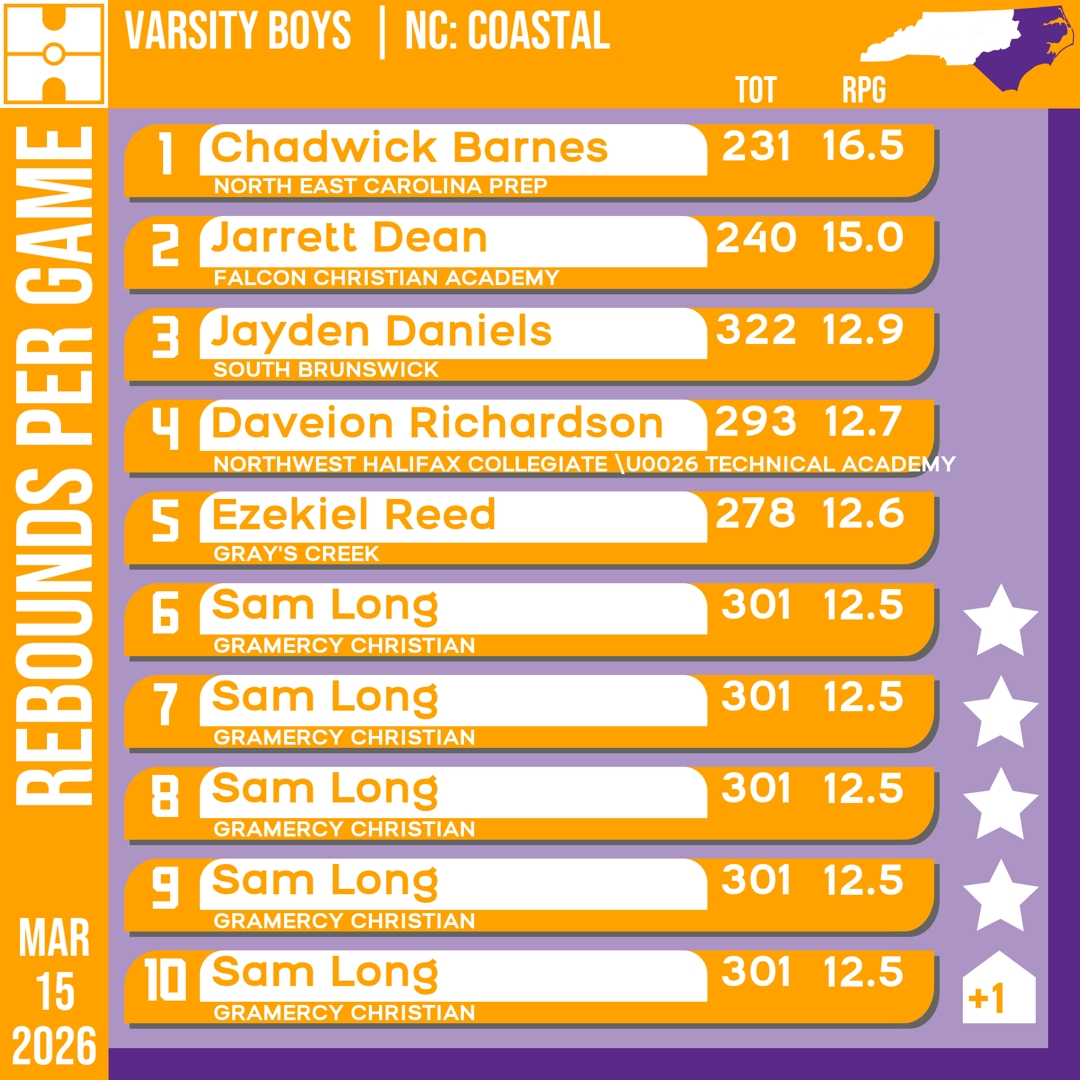 VARSITY BOYS | NC: COASTAL
TOT RPG
REBOUNDS PER GAME
MAR
15
2026
1 Chadwick Barnes 231 16.5
NORTH EAST CAROLINA PREP
2 Jarrett Dean 240 15.0
FALCON CHRISTIAN ACADEMY
3 Jayden Daniels 322 12.9
SOUTH BRUNSWICK
4 Daveion Richardson 293 12.7
NORTHWEST HALIFAX COLLEGIATE \U0026 TECHNICAL ACADEMY
5 Ezekiel Reed 278 12.6
GRAY'S CREEK
6 Sam Long 301 12.5
GRAMERCY CHRISTIAN
7 Sam Long 301 12.5
GRAMERCY CHRISTIAN
8 Sam Long 301 12.5
GRAMERCY CHRISTIAN
9 Sam Long 301 12.5
GRAMERCY CHRISTIAN
10 Sam Long 301 12.5
GRAMERCY CHRISTIAN
+1